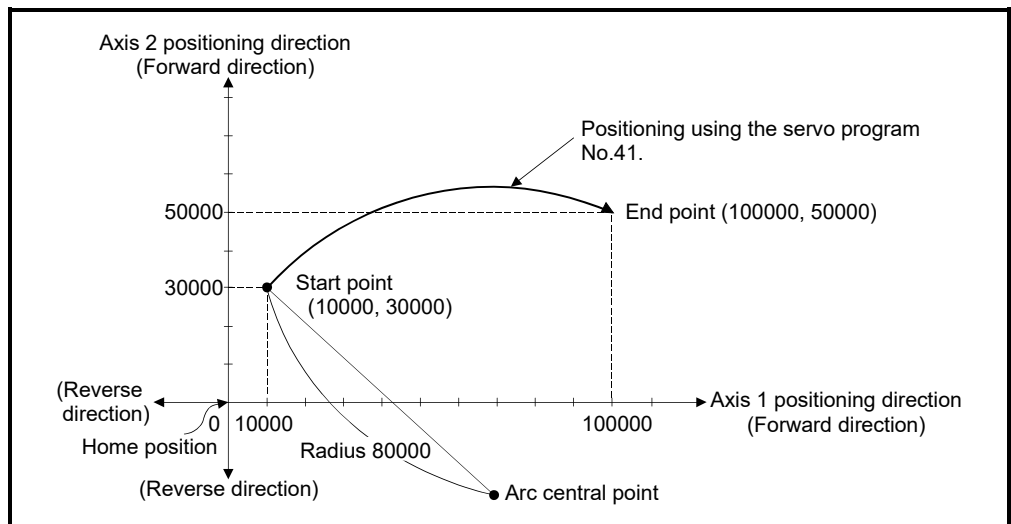 Axis 2 positioning direction
(Forward direction)
Positioning using the servo program
No.41.
50000
End point (100000, 50000)
Start point
(10000, 30000)
30000
(Reverse
direction)
Axis 1 positioning direction
(Forward direction)
0
10000
100000
Home position
Radius 80000
(Reverse direction)
Arc central point